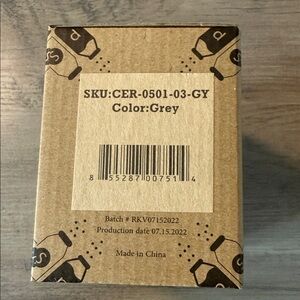 SKU:CER-0501-03-GY
Color:Grey
8 55287 00751 4
Batch # RKV07152022
Production date 07.15.2022
Made in China